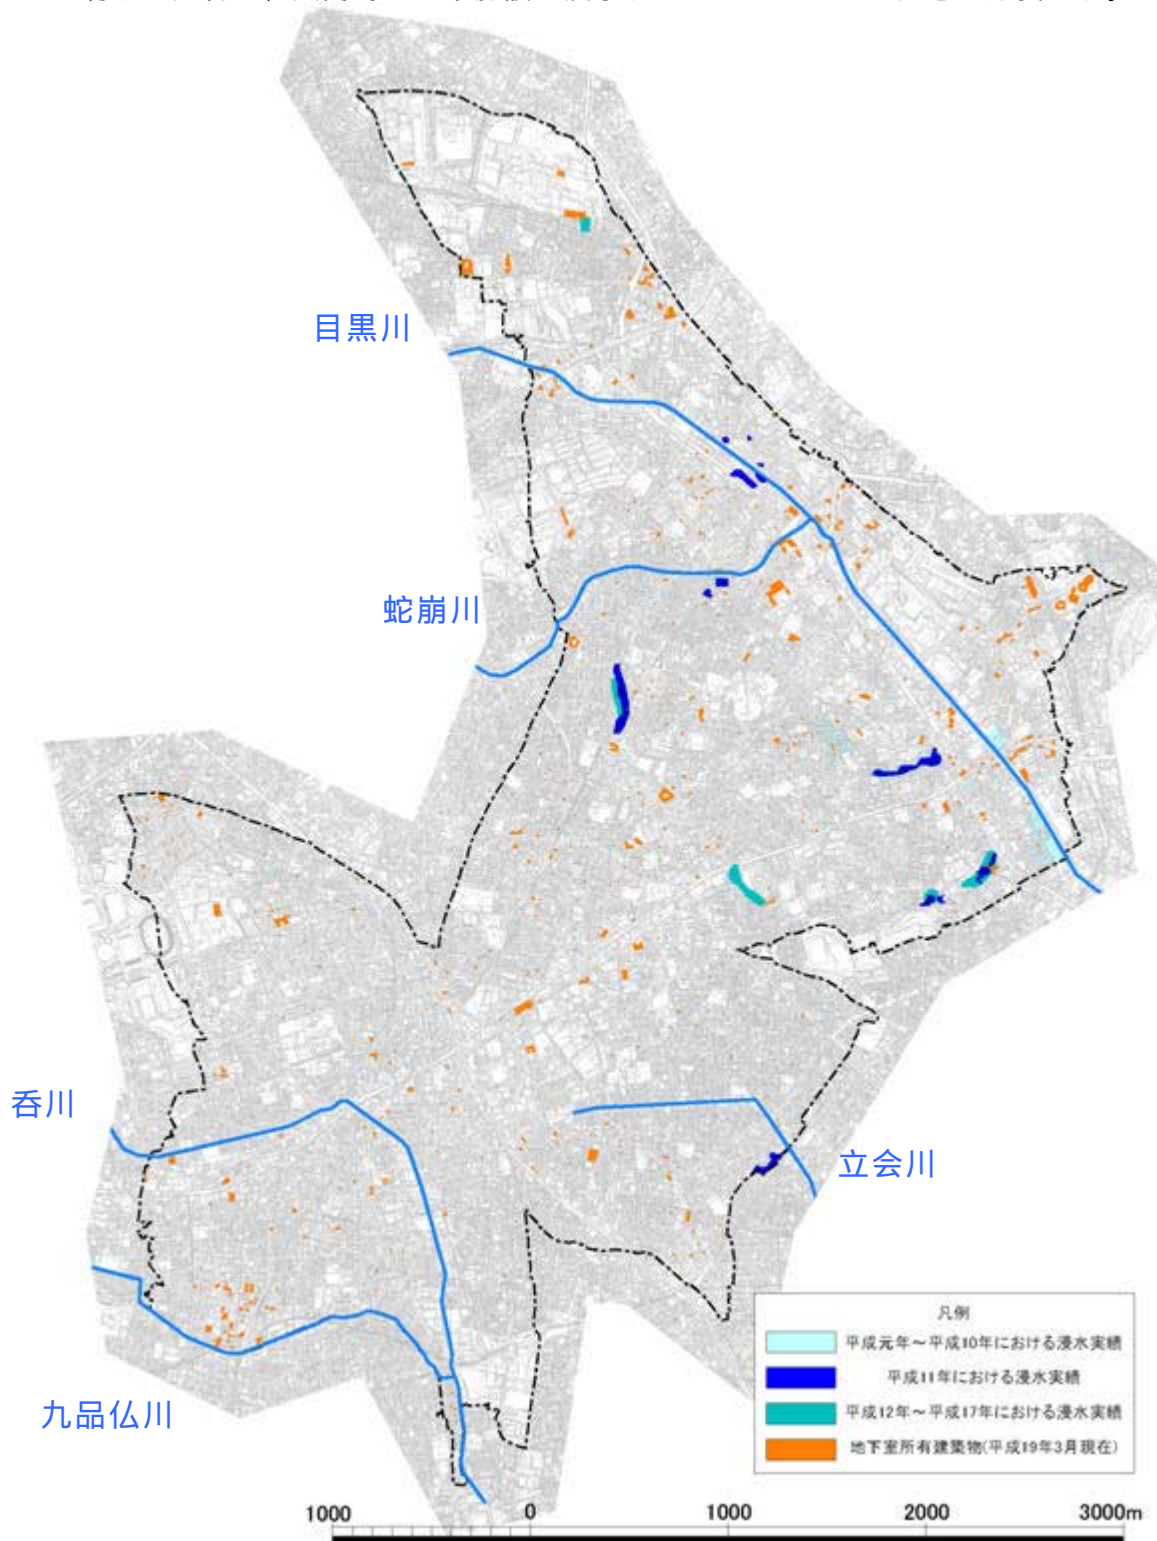 目黒川
蛇崩川
呑川
立会川
九品仏川
凡例
平成元年～平成10年における浸水実績
平成11年における浸水実績
平成12年～平成17年における浸水実績
地下室所有建築物(平成19年3月現在)
1000 0 1000 2000 3000m